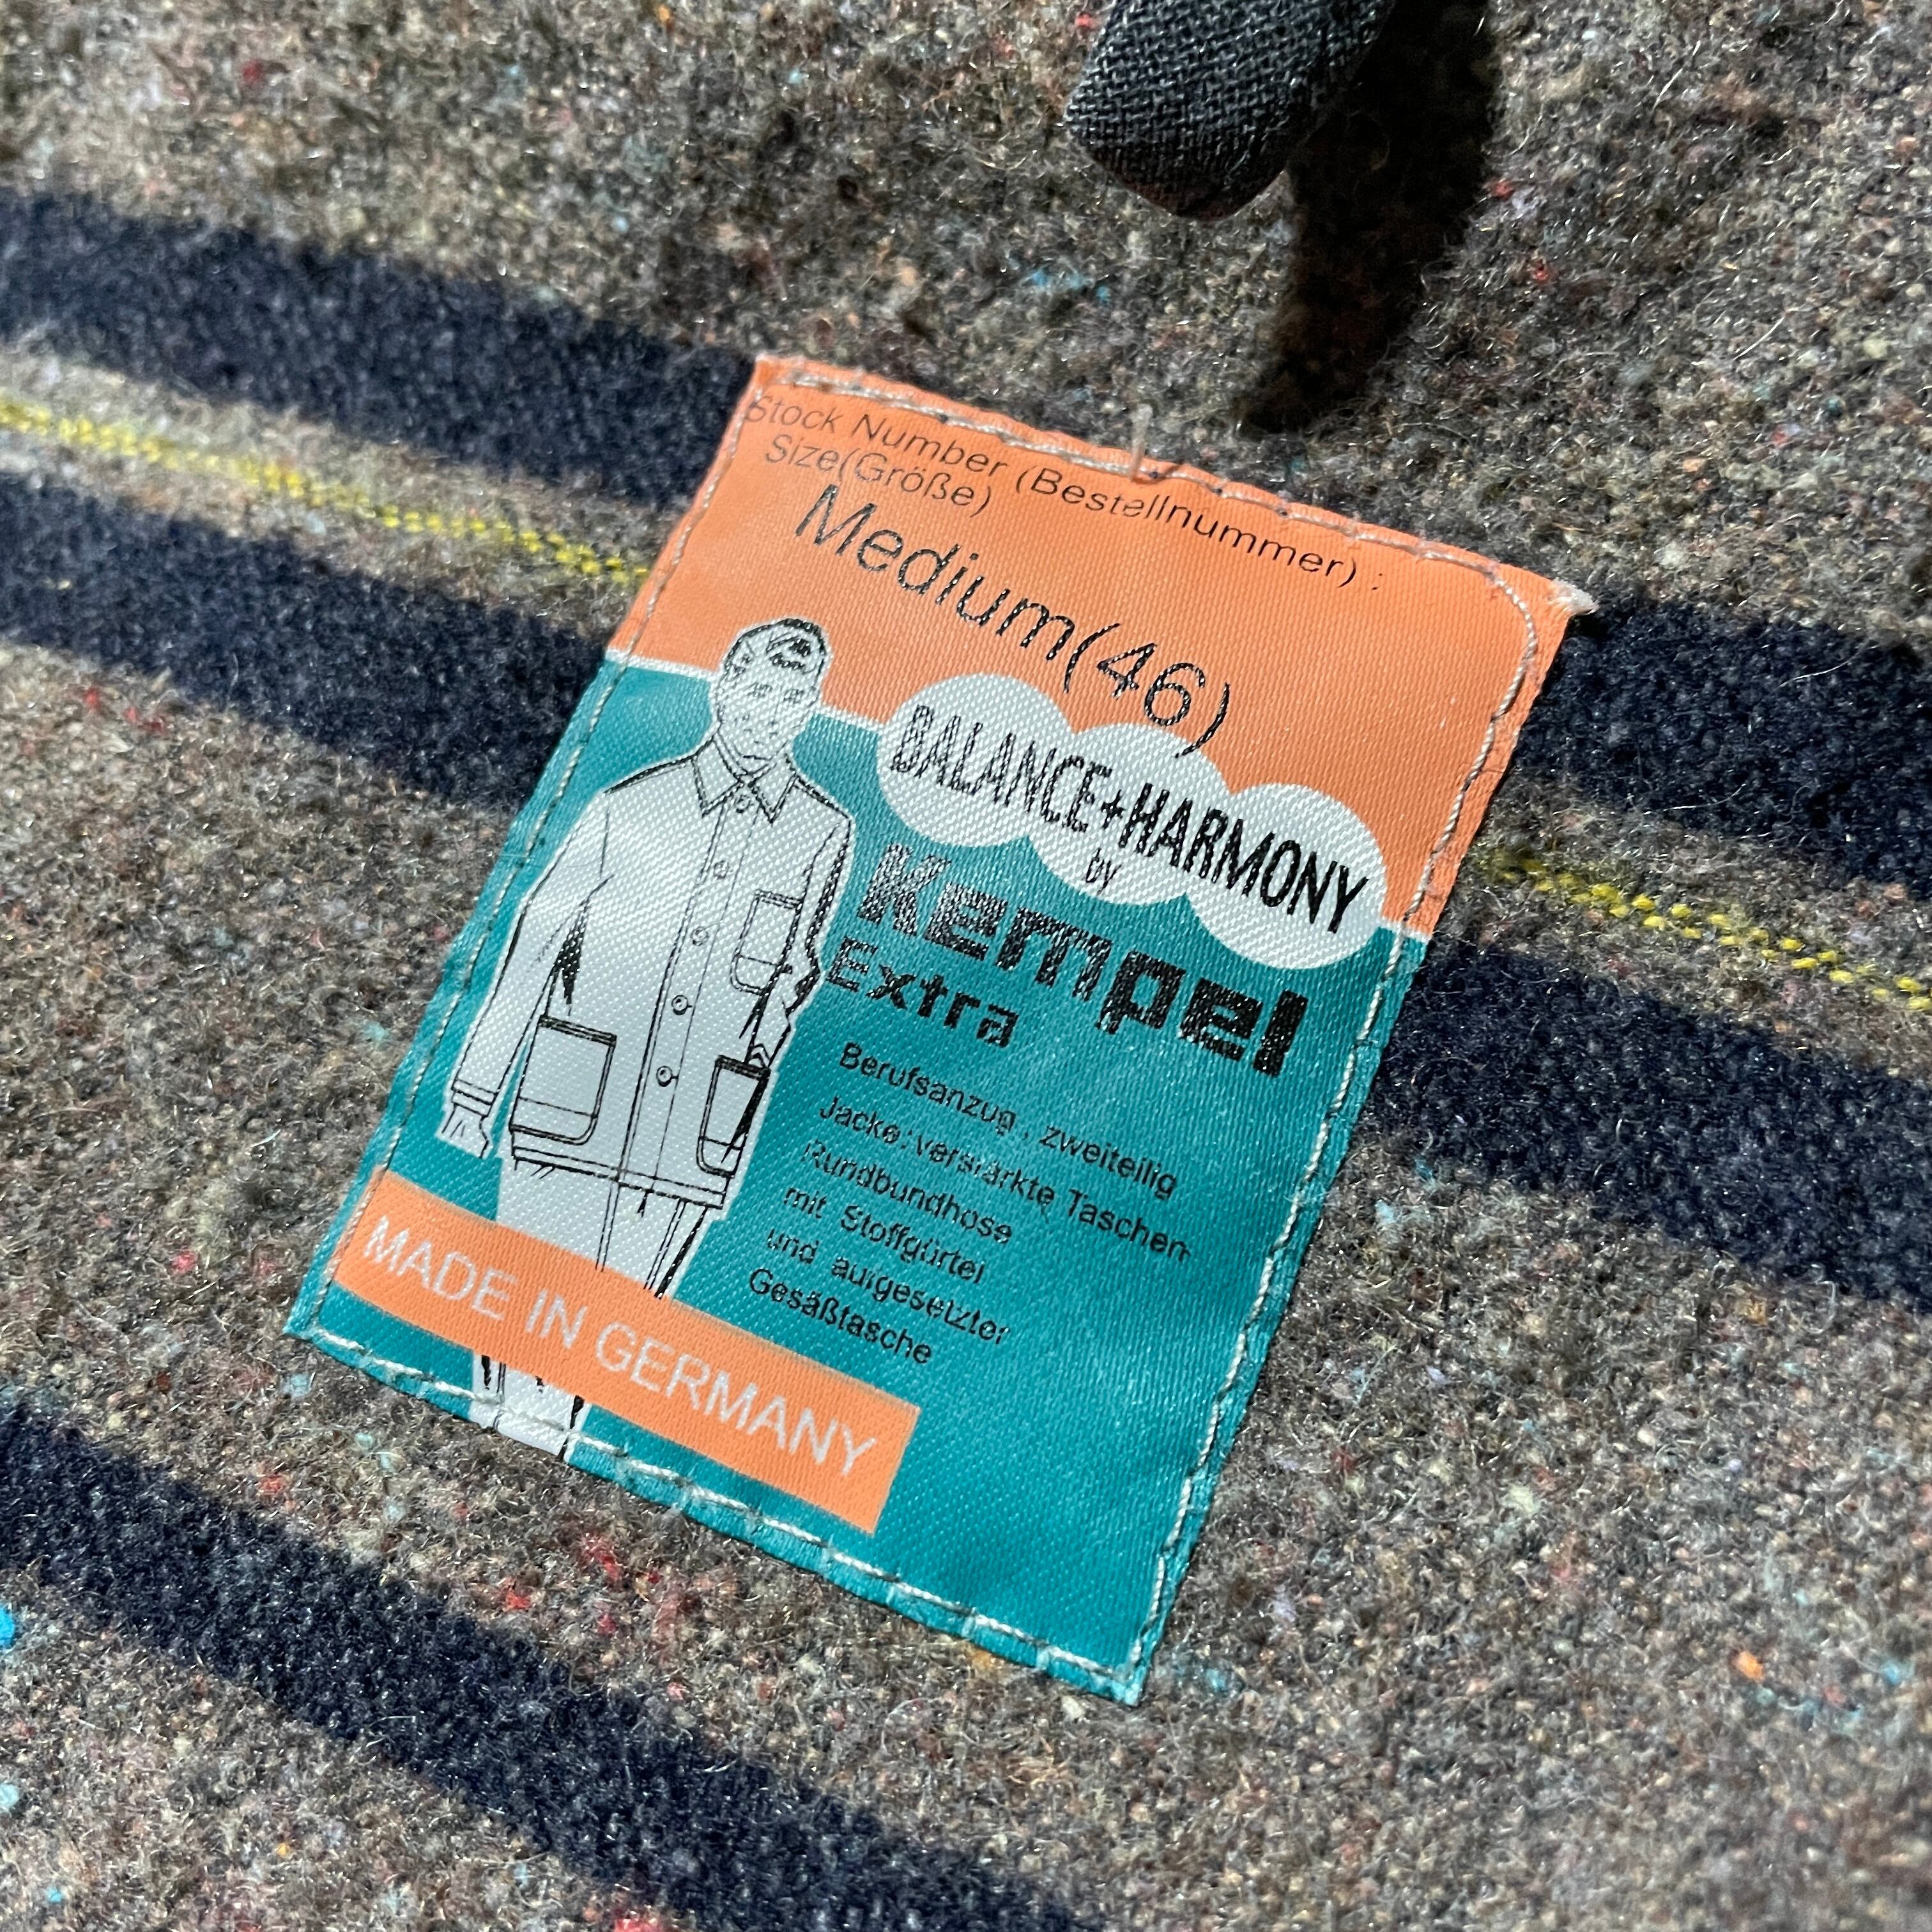 Stock Number (Bestellnummer) :
Size(Größe)
Medium(46)
BALANCE+HARMONY
by
Kempel
Extra
Berufsanzug , zweiteilig
Jacke: verstärkte Taschen
Rundbundhose
mit Stoffgürtel
und aufgesetzter
Gesäßtasche
MADE IN GERMANY